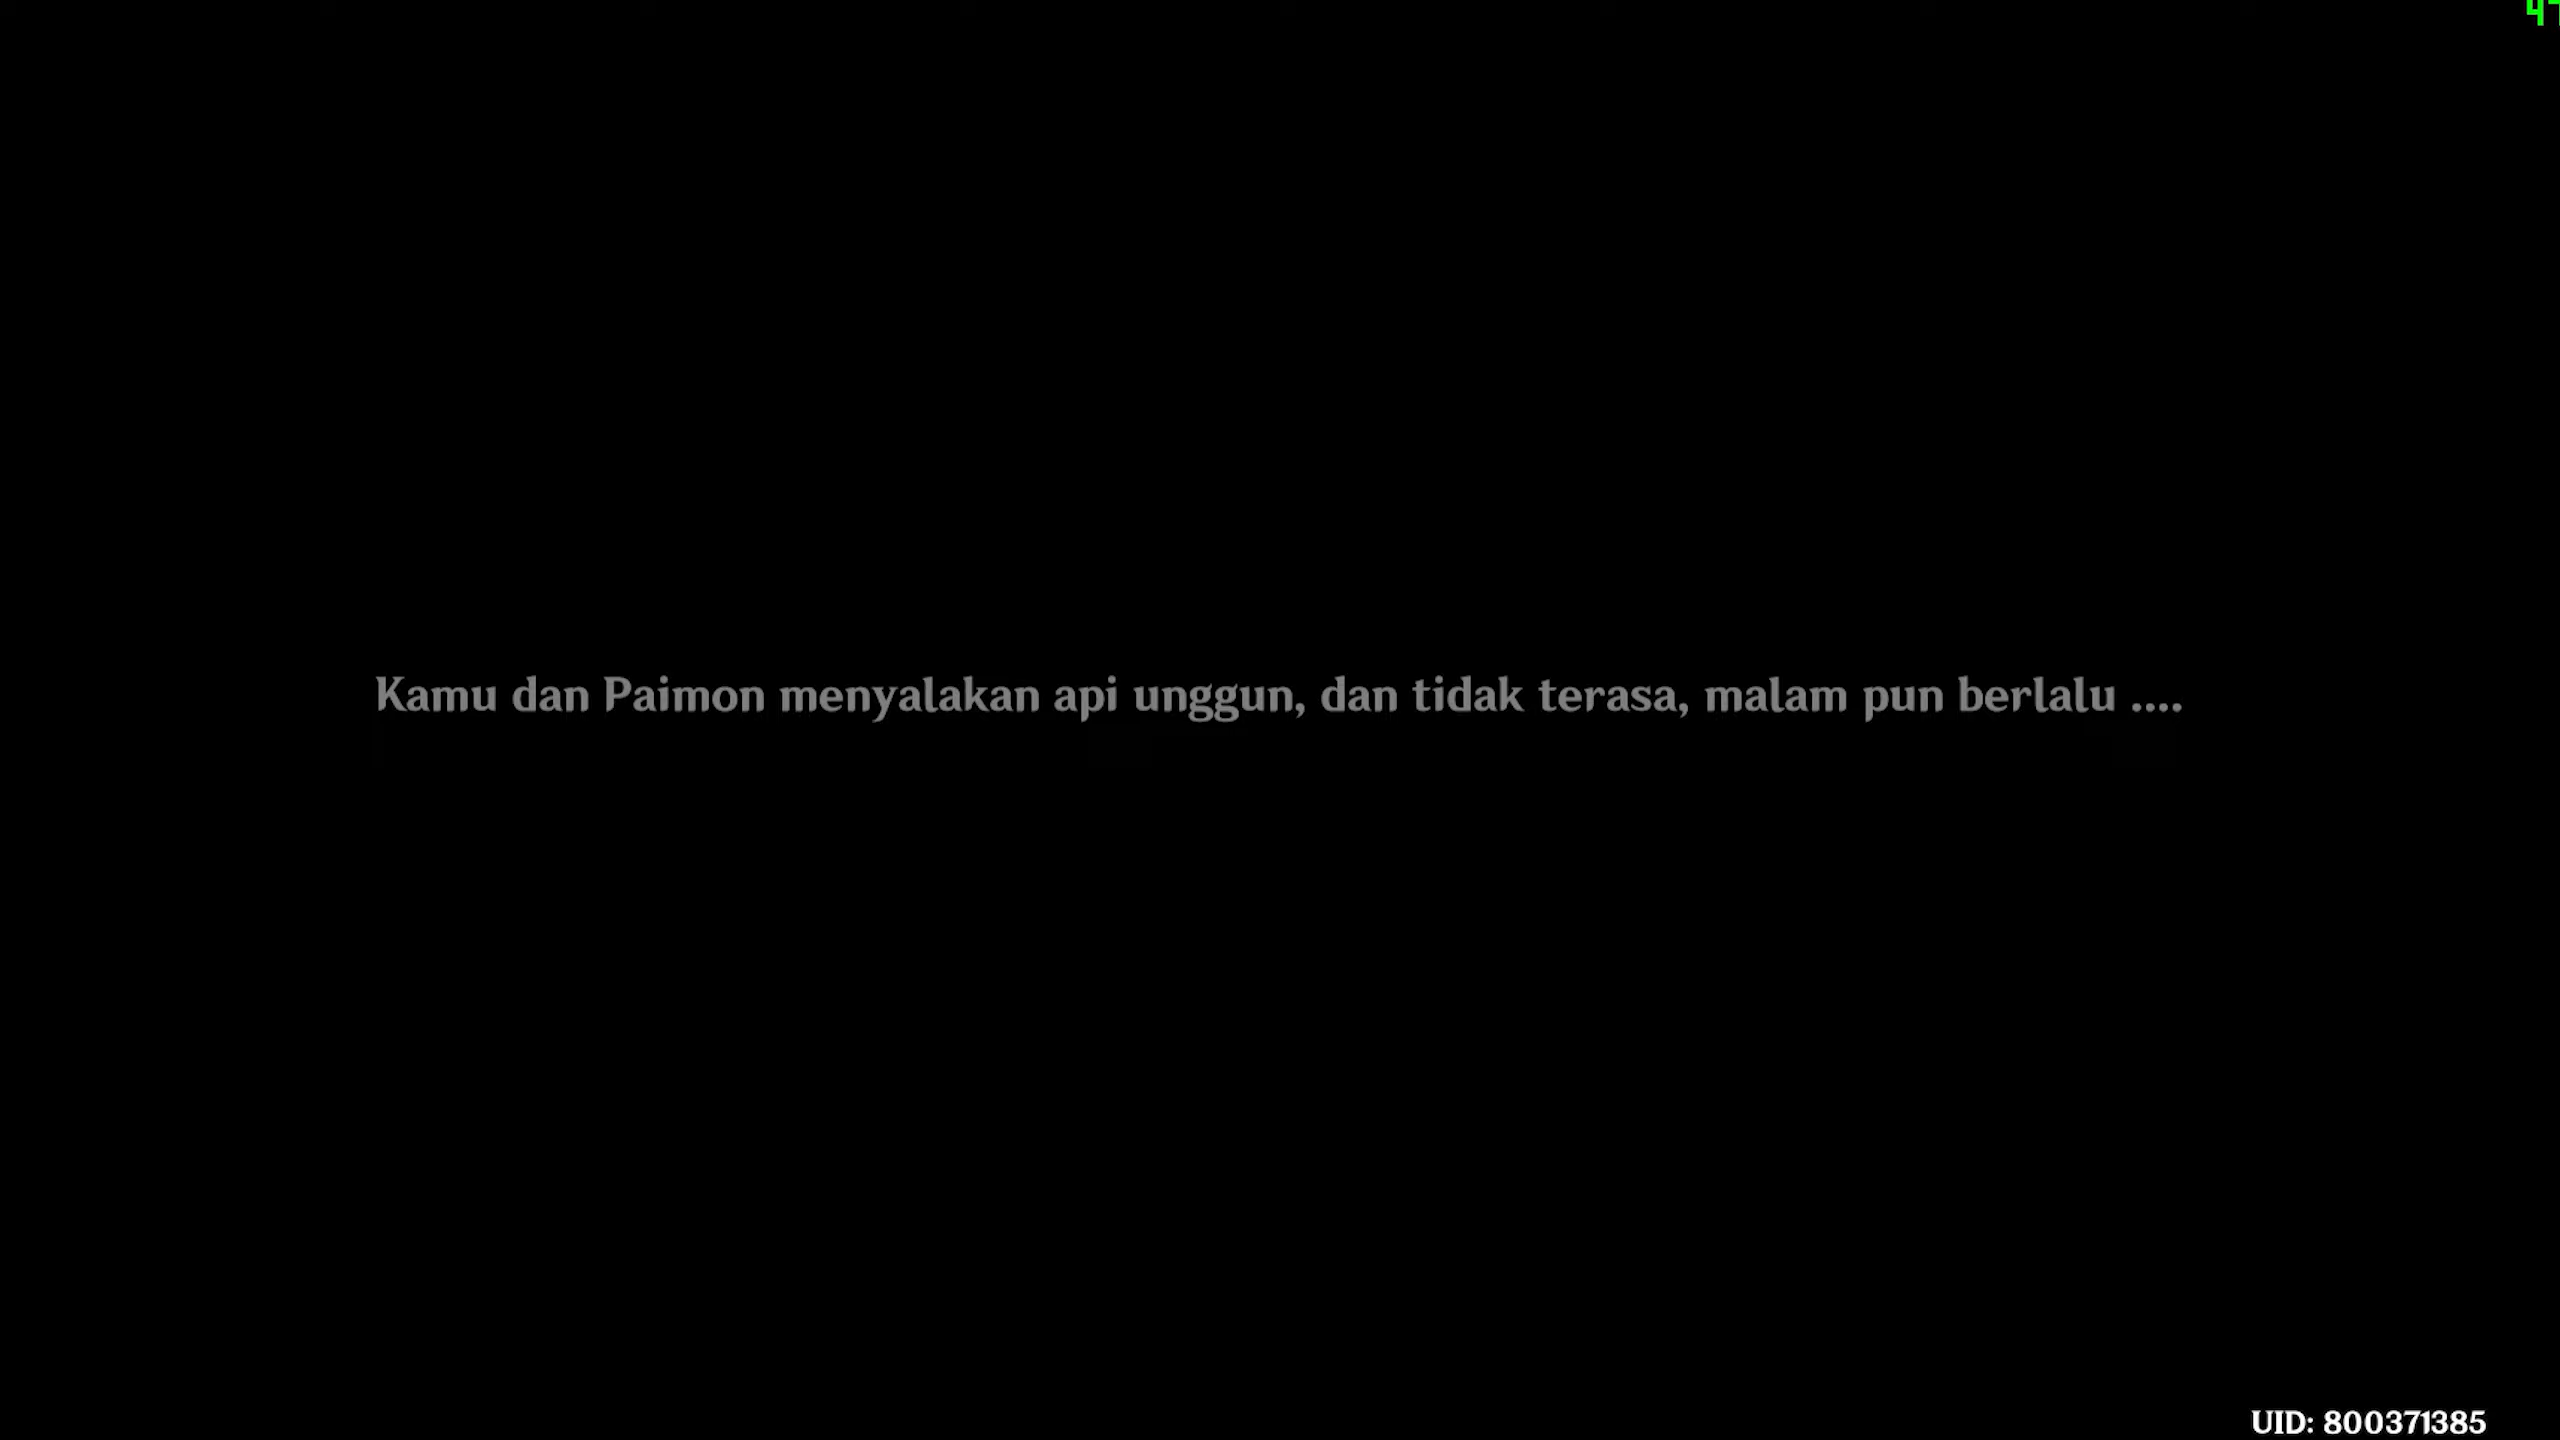 Kamu dan Paimon menyalakan api unggun, dan tidak terasa, malam pun berlalu ....
UID: 800371385